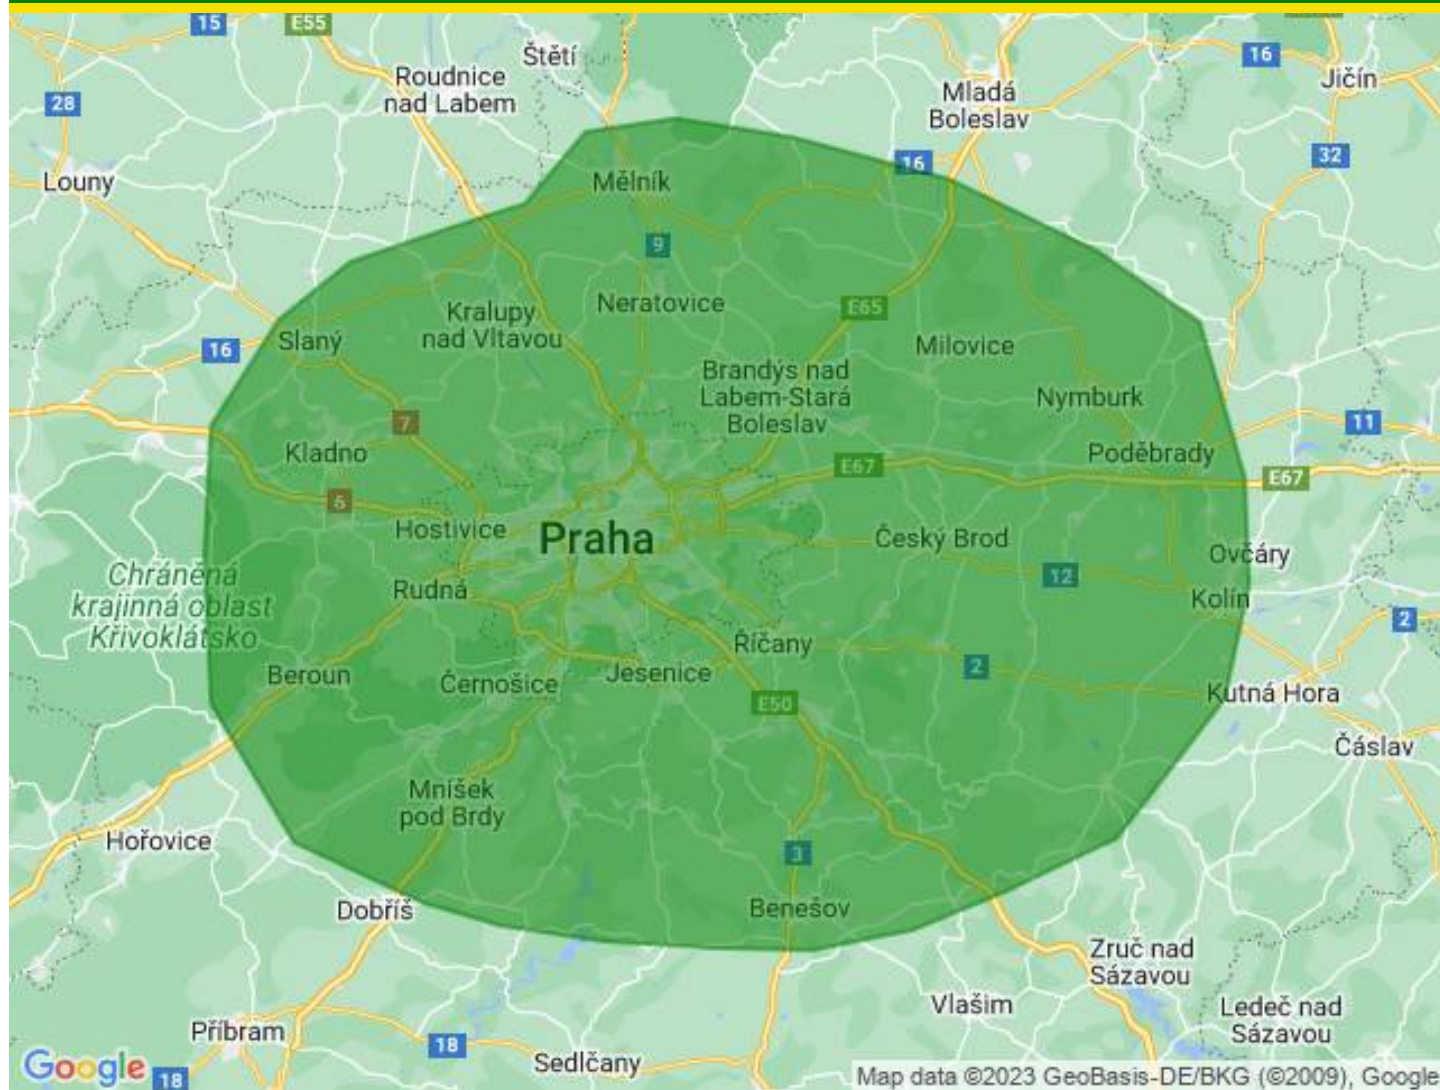 15
E55
Štětí
16
Roudnice
nad Labem
Jičín
28
Mladá
Boleslav
32
16
Louny
Mělník
9
Neratovice
E65
Kralupy
nad Vltavou
Slaný
16
Milovice
Brandýs nad
Labem-Stará
Boleslav
Nymburk
7
11
Kladno
Poděbrady
E67
E67
6
Hostivice
Praha
Český Brod
Ovčáry
Chráněná
krajinná oblast
Křivoklátsko
12
Rudná
Kolín
2
Říčany
2
Beroun
Černošice
Jesenice
Kutná Hora
E50
Čáslav
Mníšek
pod Brdy
Hořovice
3
Dobříš
Benešov
Zruč nad
Sázavou
Vlašim
Ledeč nad
Sázavou
Příbram
18
Sedlčany
Google
18
Map data ©2023 GeoBasis-DE/BKG (©2009), Google